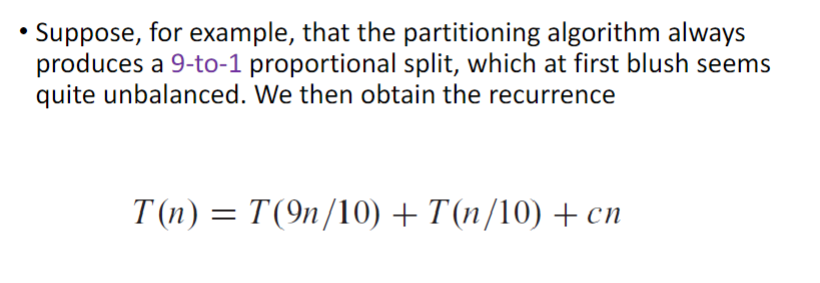 • Suppose, for example, that the partitioning algorithm always
produces a 9-to-1 proportional split, which at first blush seems
quite unbalanced. We then obtain the recurrence
T(n) = T(9n/10) + T(n/10) + cn